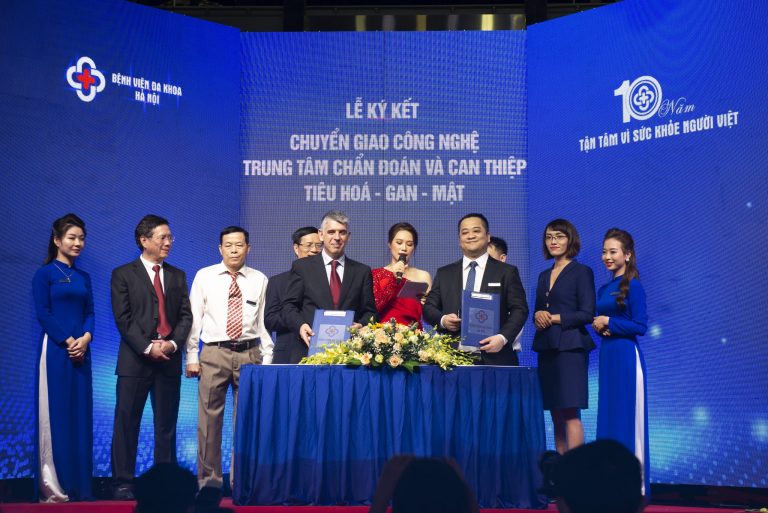 BỆNH VIỆN ĐA KHOA
HÀ NỘI
LỄ KÝ KẾT
CHUYỂN GIAO CÔNG NGHỆ
TRUNG TÂM CHẨN ĐOÁN VÀ CAN THIỆP
TIÊU HOÁ - GAN - MẬT
10 Năm
TẬN TÂM VÌ SỨC KHỎE NGƯỜI VIỆT